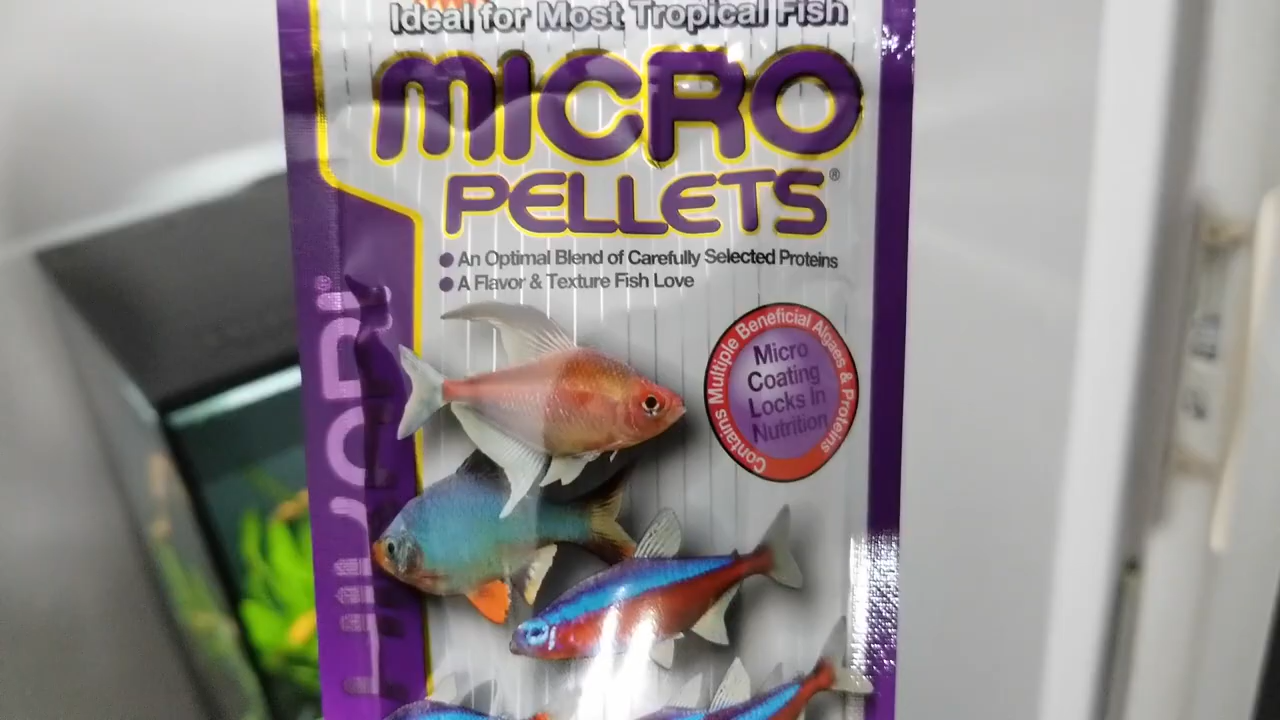 Ideal for Most Tropical Fish
MICRO
PELLETS®
● An Optimal Blend of Carefully Selected Proteins
● A Flavor & Texture Fish Love
Contains Multiple Beneficial Algaes & Proteins
Micro
Coating
Locks In
Nutrition
HIKARI